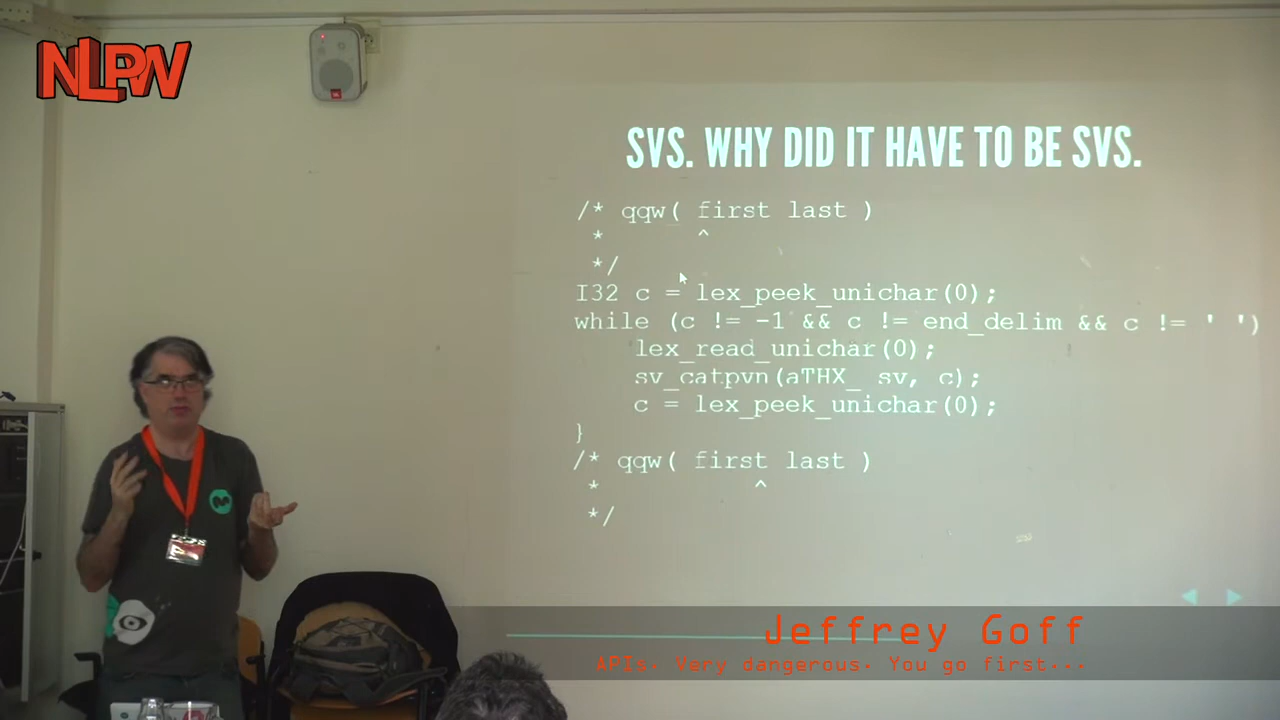 NLPW
SVS. WHY DID IT HAVE TO BE SVS.
/* qqw( first last )
* ^
*/
I32 c = lex_peek_unichar(0);
while (c != -1 && c != end_delim && c != ' ')
lex_read_unichar(0);
sv_catpvn(aTHX_ sv, c);
c = lex_peek_unichar(0);
}
/* qqw( first last )
* ^
*/
Jeffrey Goff
APIs. Very dangerous. You go first...